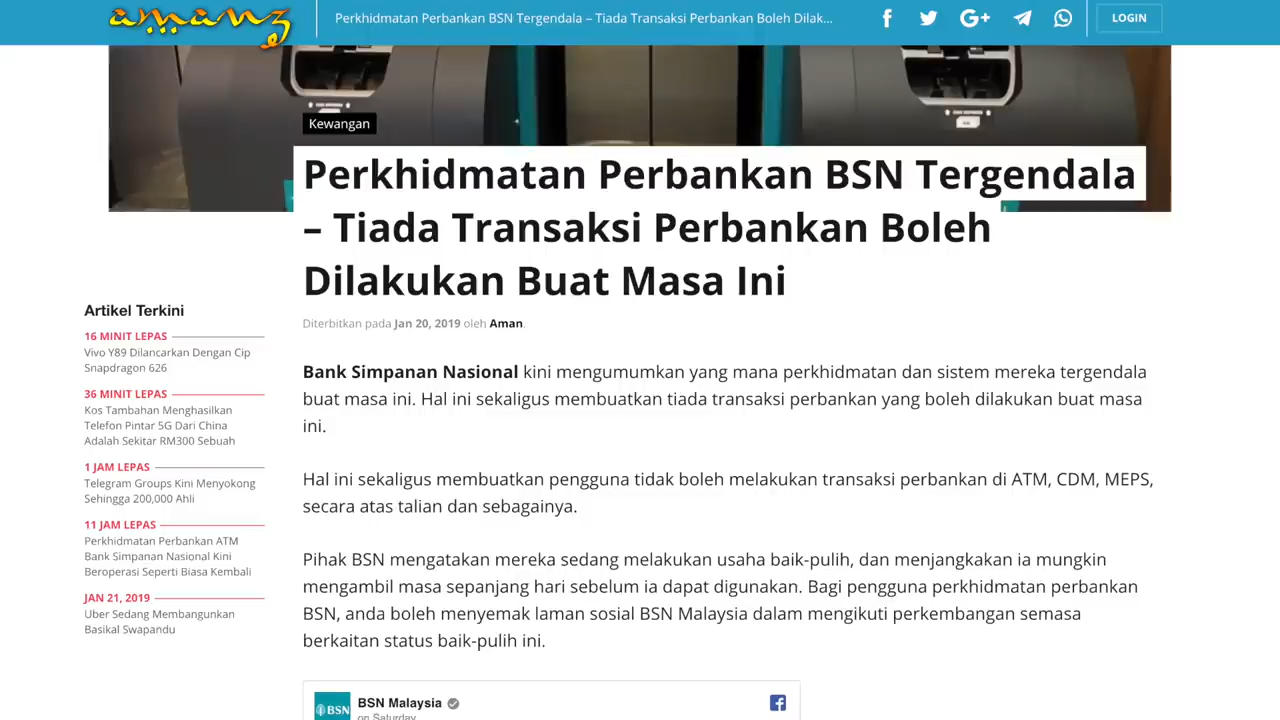 amanz
Perkhidmatan Perbankan BSN Tergendala – Tiada Transaksi Perbankan Boleh Dilak...
G+
LOGIN
Kewangan
Perkhidmatan Perbankan BSN Tergendala
– Tiada Transaksi Perbankan Boleh
Dilakukan Buat Masa Ini
Diterbitkan pada Jan 20, 2019 oleh Aman.
Artikel Terkini
16 MINIT LEPAS
Vivo Y89 Dilancarkan Dengan Cip
Snapdragon 626
36 MINIT LEPAS
Kos Tambahan Menghasilkan
Telefon Pintar 5G Dari China
Adalah Sekitar RM300 Sebuah
1 JAM LEPAS
Telegram Groups Kini Menyokong
Sehingga 200,000 Ahli
11 JAM LEPAS
Perkhidmatan Perbankan ATM
Bank Simpanan Nasional Kini
Beroperasi Seperti Biasa Kembali
JAN 21, 2019
Uber Sedang Membangunkan
Basikal Swapandu
Bank Simpanan Nasional kini mengumumkan yang mana perkhidmatan dan sistem mereka tergendala
buat masa ini. Hal ini sekaligus membuatkan tiada transaksi perbankan yang boleh dilakukan buat masa
ini.
Hal ini sekaligus membuatkan pengguna tidak boleh melakukan transaksi perbankan di ATM, CDM, MEPS,
secara atas talian dan sebagainya.
Pihak BSN mengatakan mereka sedang melakukan usaha baik-pulih, dan menjangkakan ia mungkin
mengambil masa sepanjang hari sebelum ia dapat digunakan. Bagi pengguna perkhidmatan perbankan
BSN, anda boleh menyemak laman sosial BSN Malaysia dalam mengikuti perkembangan semasa
berkaitan status baik-pulih ini.
BSN
BSN Malaysia
on Saturday